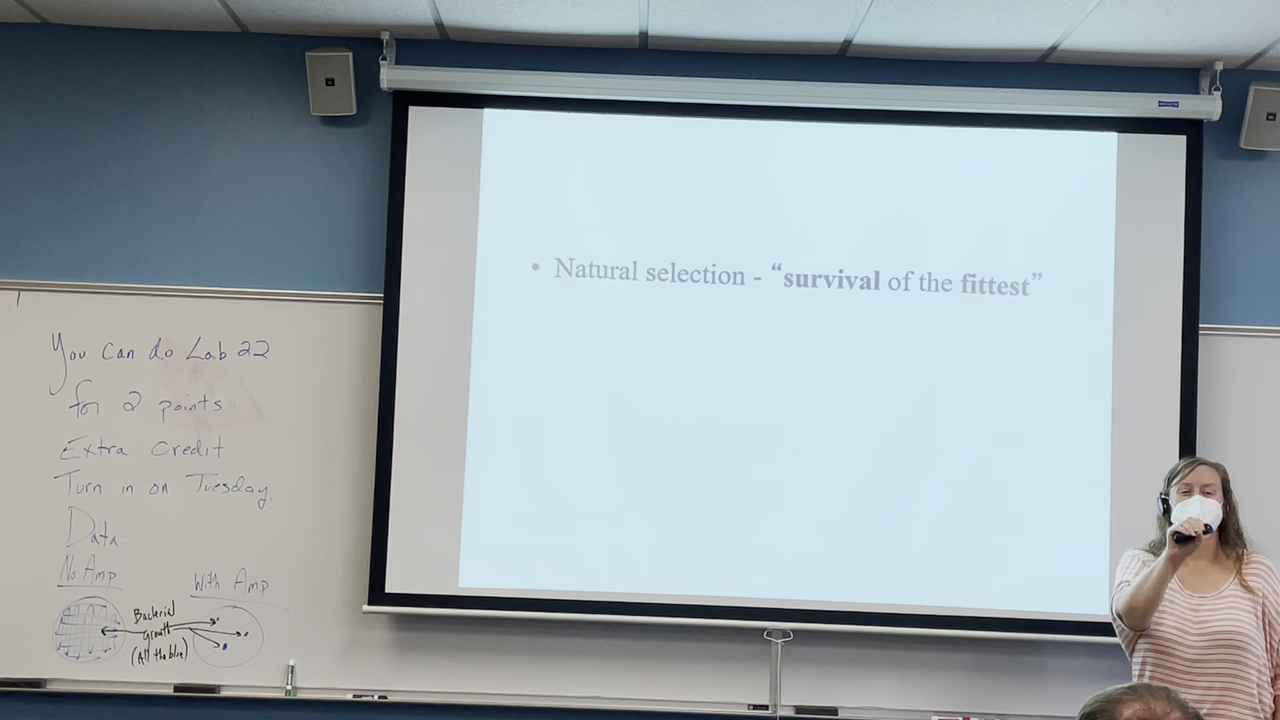 You can do Lab 22
for 2 points
Extra Credit
Turn in on Tuesday.
Data:
No Amp
With Amp
Bacterial
Growth
(All the blue)
• Natural selection - “survival of the fittest”